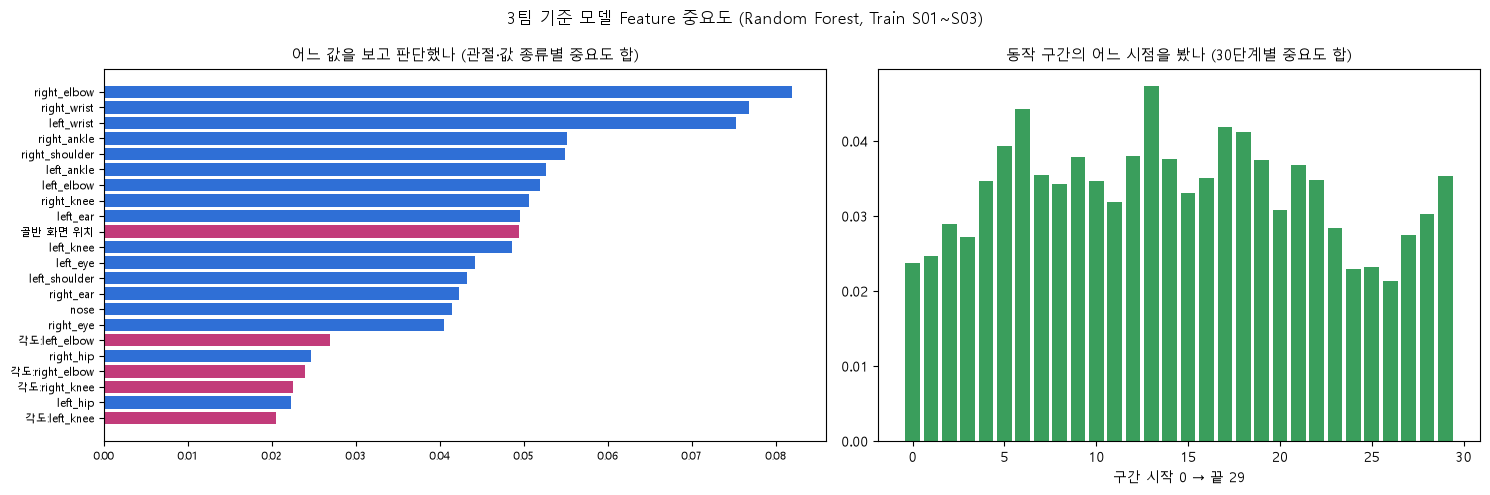 3팀 기준 모델 Feature 중요도 (Random Forest, Train S01~S03)
어느 값을 보고 판단했나 (관절·값 종류별 중요도 합)
right_elbow
right_wrist
left_wrist
right_ankle
right_shoulder
left_ankle
left_elbow
right_knee
left_ear
골반 화면 위치
left_knee
left_eye
left_shoulder
right_ear
nose
right_eye
각도:left_elbow
right_hip
각도:right_elbow
각도:right_knee
left_hip
각도:left_knee
0.00 0.01 0.02 0.03 0.04 0.05 0.06 0.07 0.08
동작 구간의 어느 시점을 봤나 (30단계별 중요도 합)
0.04
0.03
0.02
0.01
0.00
0 5 10 15 20 25 30
구간 시작 0 → 끝 29